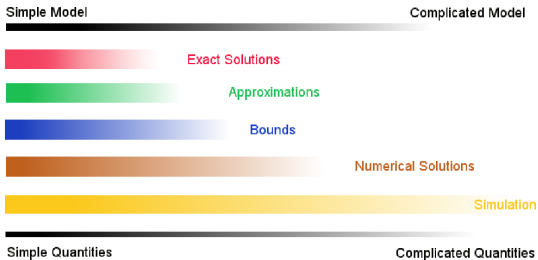 Simple Model Complicated Model
Exact Solutions
Approximations
Bounds
Numerical Solutions
Simulation
Simple Quantities Complicated Quantities